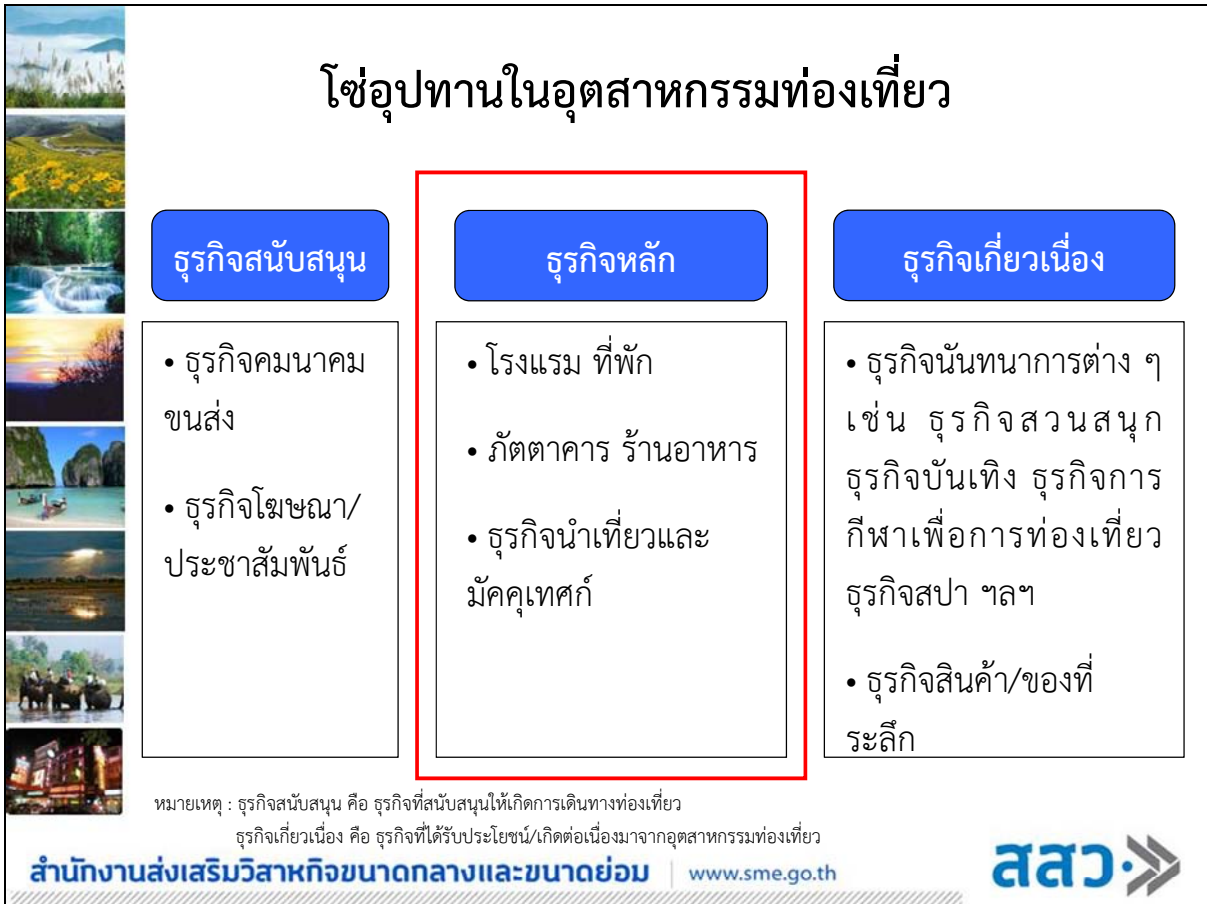 โซ่อุปทานในอุตสาหกรรมท่องเที่ยว
ธุรกิจสนับสนุน
• ธุรกิจคมนาคม
ขนส่ง
• ธุรกิจโฆษณา/
ประชาสัมพันธ์
ธุรกิจหลัก
• โรงแรม ที่พัก
• ภัตตาคาร ร้านอาหาร
• ธุรกิจนำเที่ยวและ
มัคคุเทศก์
ธุรกิจเกี่ยวเนื่อง
• ธุรกิจนันทนาการต่าง ๆ
เช่น ธุรกิจสวนสนุก
ธุรกิจบันเทิง ธุรกิจการ
กีฬาเพื่อการท่องเที่ยว
ธุรกิจสปา ฯลฯ
• ธุรกิจสินค้า/ของที่
ระลึก
หมายเหตุ : ธุรกิจสนับสนุน คือ ธุรกิจที่สนับสนุนให้เกิดการเดินทางท่องเที่ยว
ธุรกิจเกี่ยวเนื่อง คือ ธุรกิจที่ได้รับประโยชน์/เกิดต่อเนื่องมาจากอุตสาหกรรมท่องเที่ยว
สำนักงานส่งเสริมวิสาหกิจขนาดกลางและขนาดย่อม | www.sme.go.th
สสว.